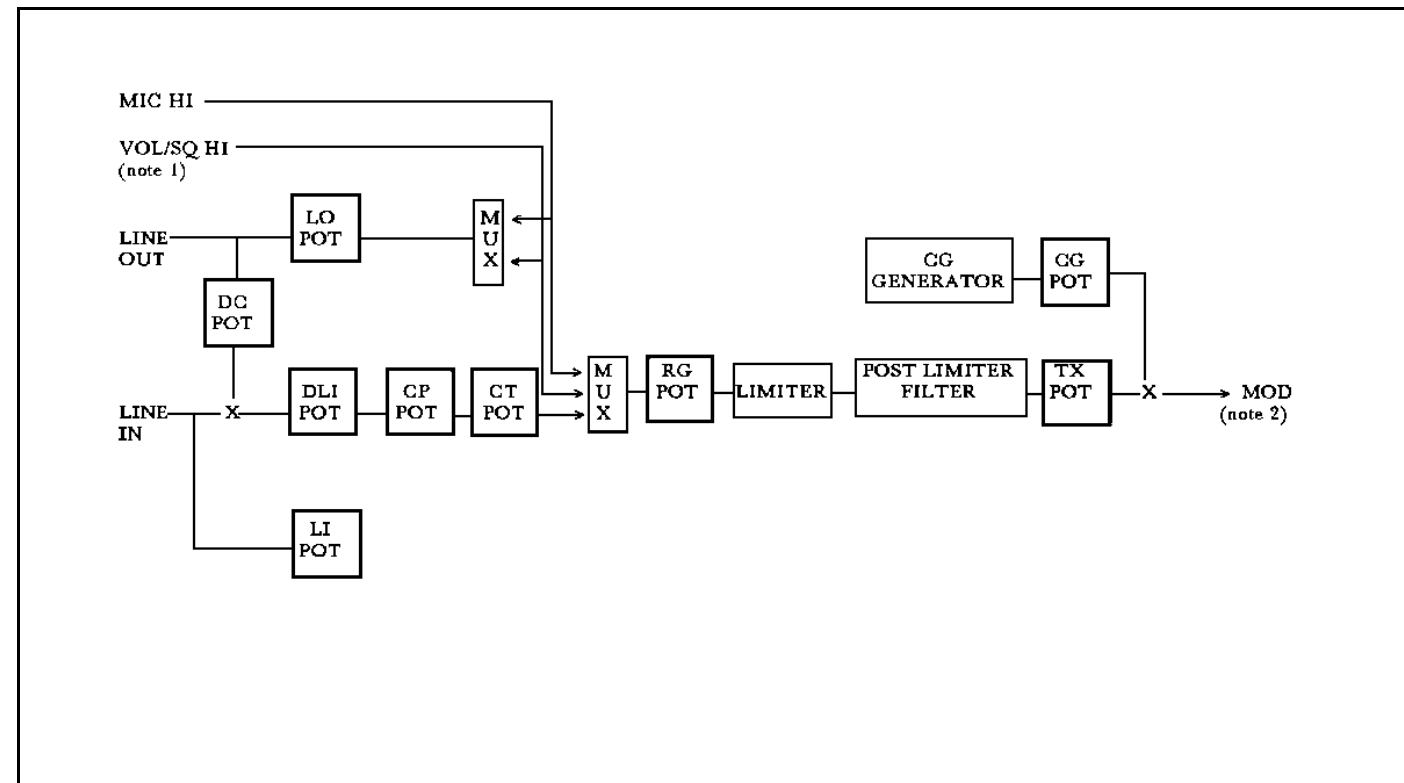 MIC HI
VOL/SQ HI
(note 1)
LO
POT
M
U
X
LINE
OUT
DC
POT
CG
GENERATOR
CG
POT
LINE
IN
X
DLI
POT
CP
POT
CT
POT
M
U
X
RG
POT
LIMITER
POST LIMITER
FILTER
TX
POT
X
MOD
(note 2)
LI
POT